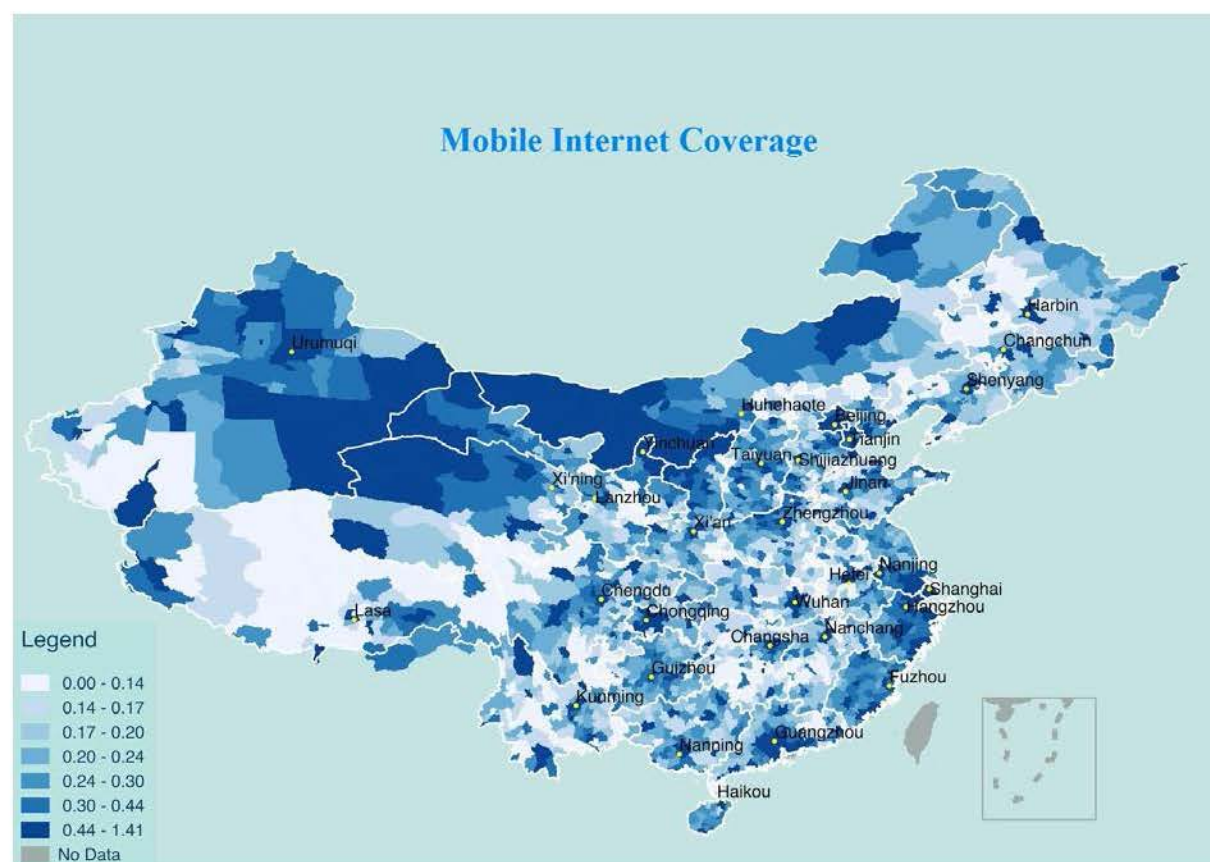 Mobile Internet Coverage
Harbin
Urumuqi
Changchun
Shenyang
Huhehaote
Beijing
Tianjin
Yinchuan
Taiyuan
Shijiazhuang
Xi'ning
Jinan
Lanzhou
Zhengzhou
Xi'an
Nanjing
Hefei
Chengdu
Shanghai
Lasa
Chongqing
Wuhan
Hangzhou
Changsha
Nanchang
Guizhou
Fuzhou
Kunming
Guangzhou
Nanping
Haikou
Legend
0.00 - 0.14
0.14 - 0.17
0.17 - 0.20
0.20 - 0.24
0.24 - 0.30
0.30 - 0.44
0.44 - 1.41
No Data